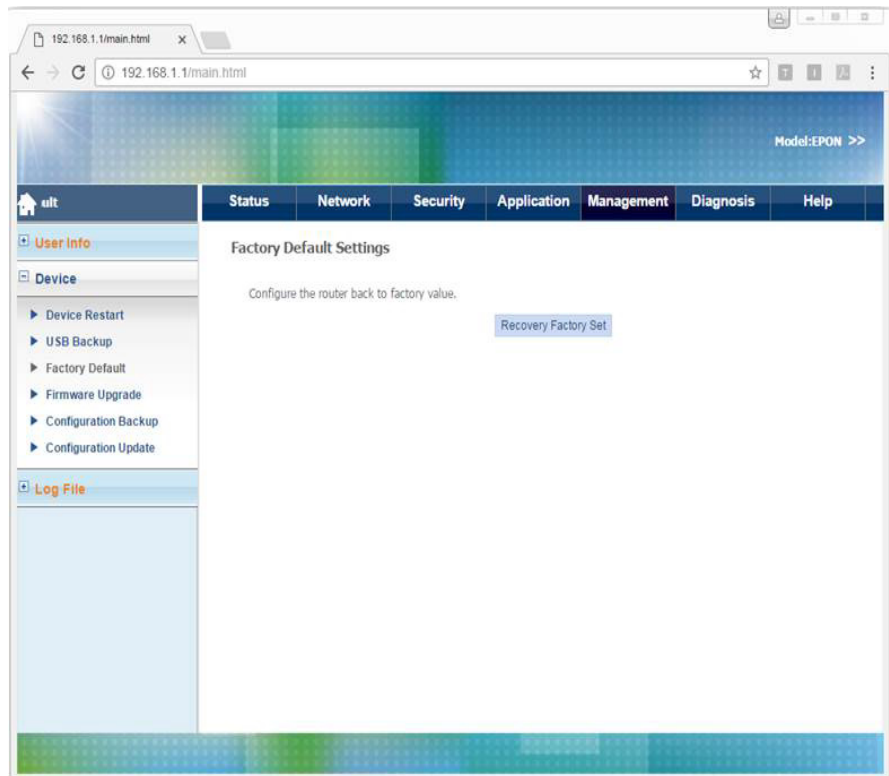 192.168.1.1/main.html
192.168.1.1/main.html
Model:EPON >>
ult
Status Network Security Application Management Diagnosis Help
User Info
Device
Device Restart
USB Backup
Factory Default
Firmware Upgrade
Configuration Backup
Configuration Update
Log File
Factory Default Settings
Configure the router back to factory value.
Recovery Factory Set